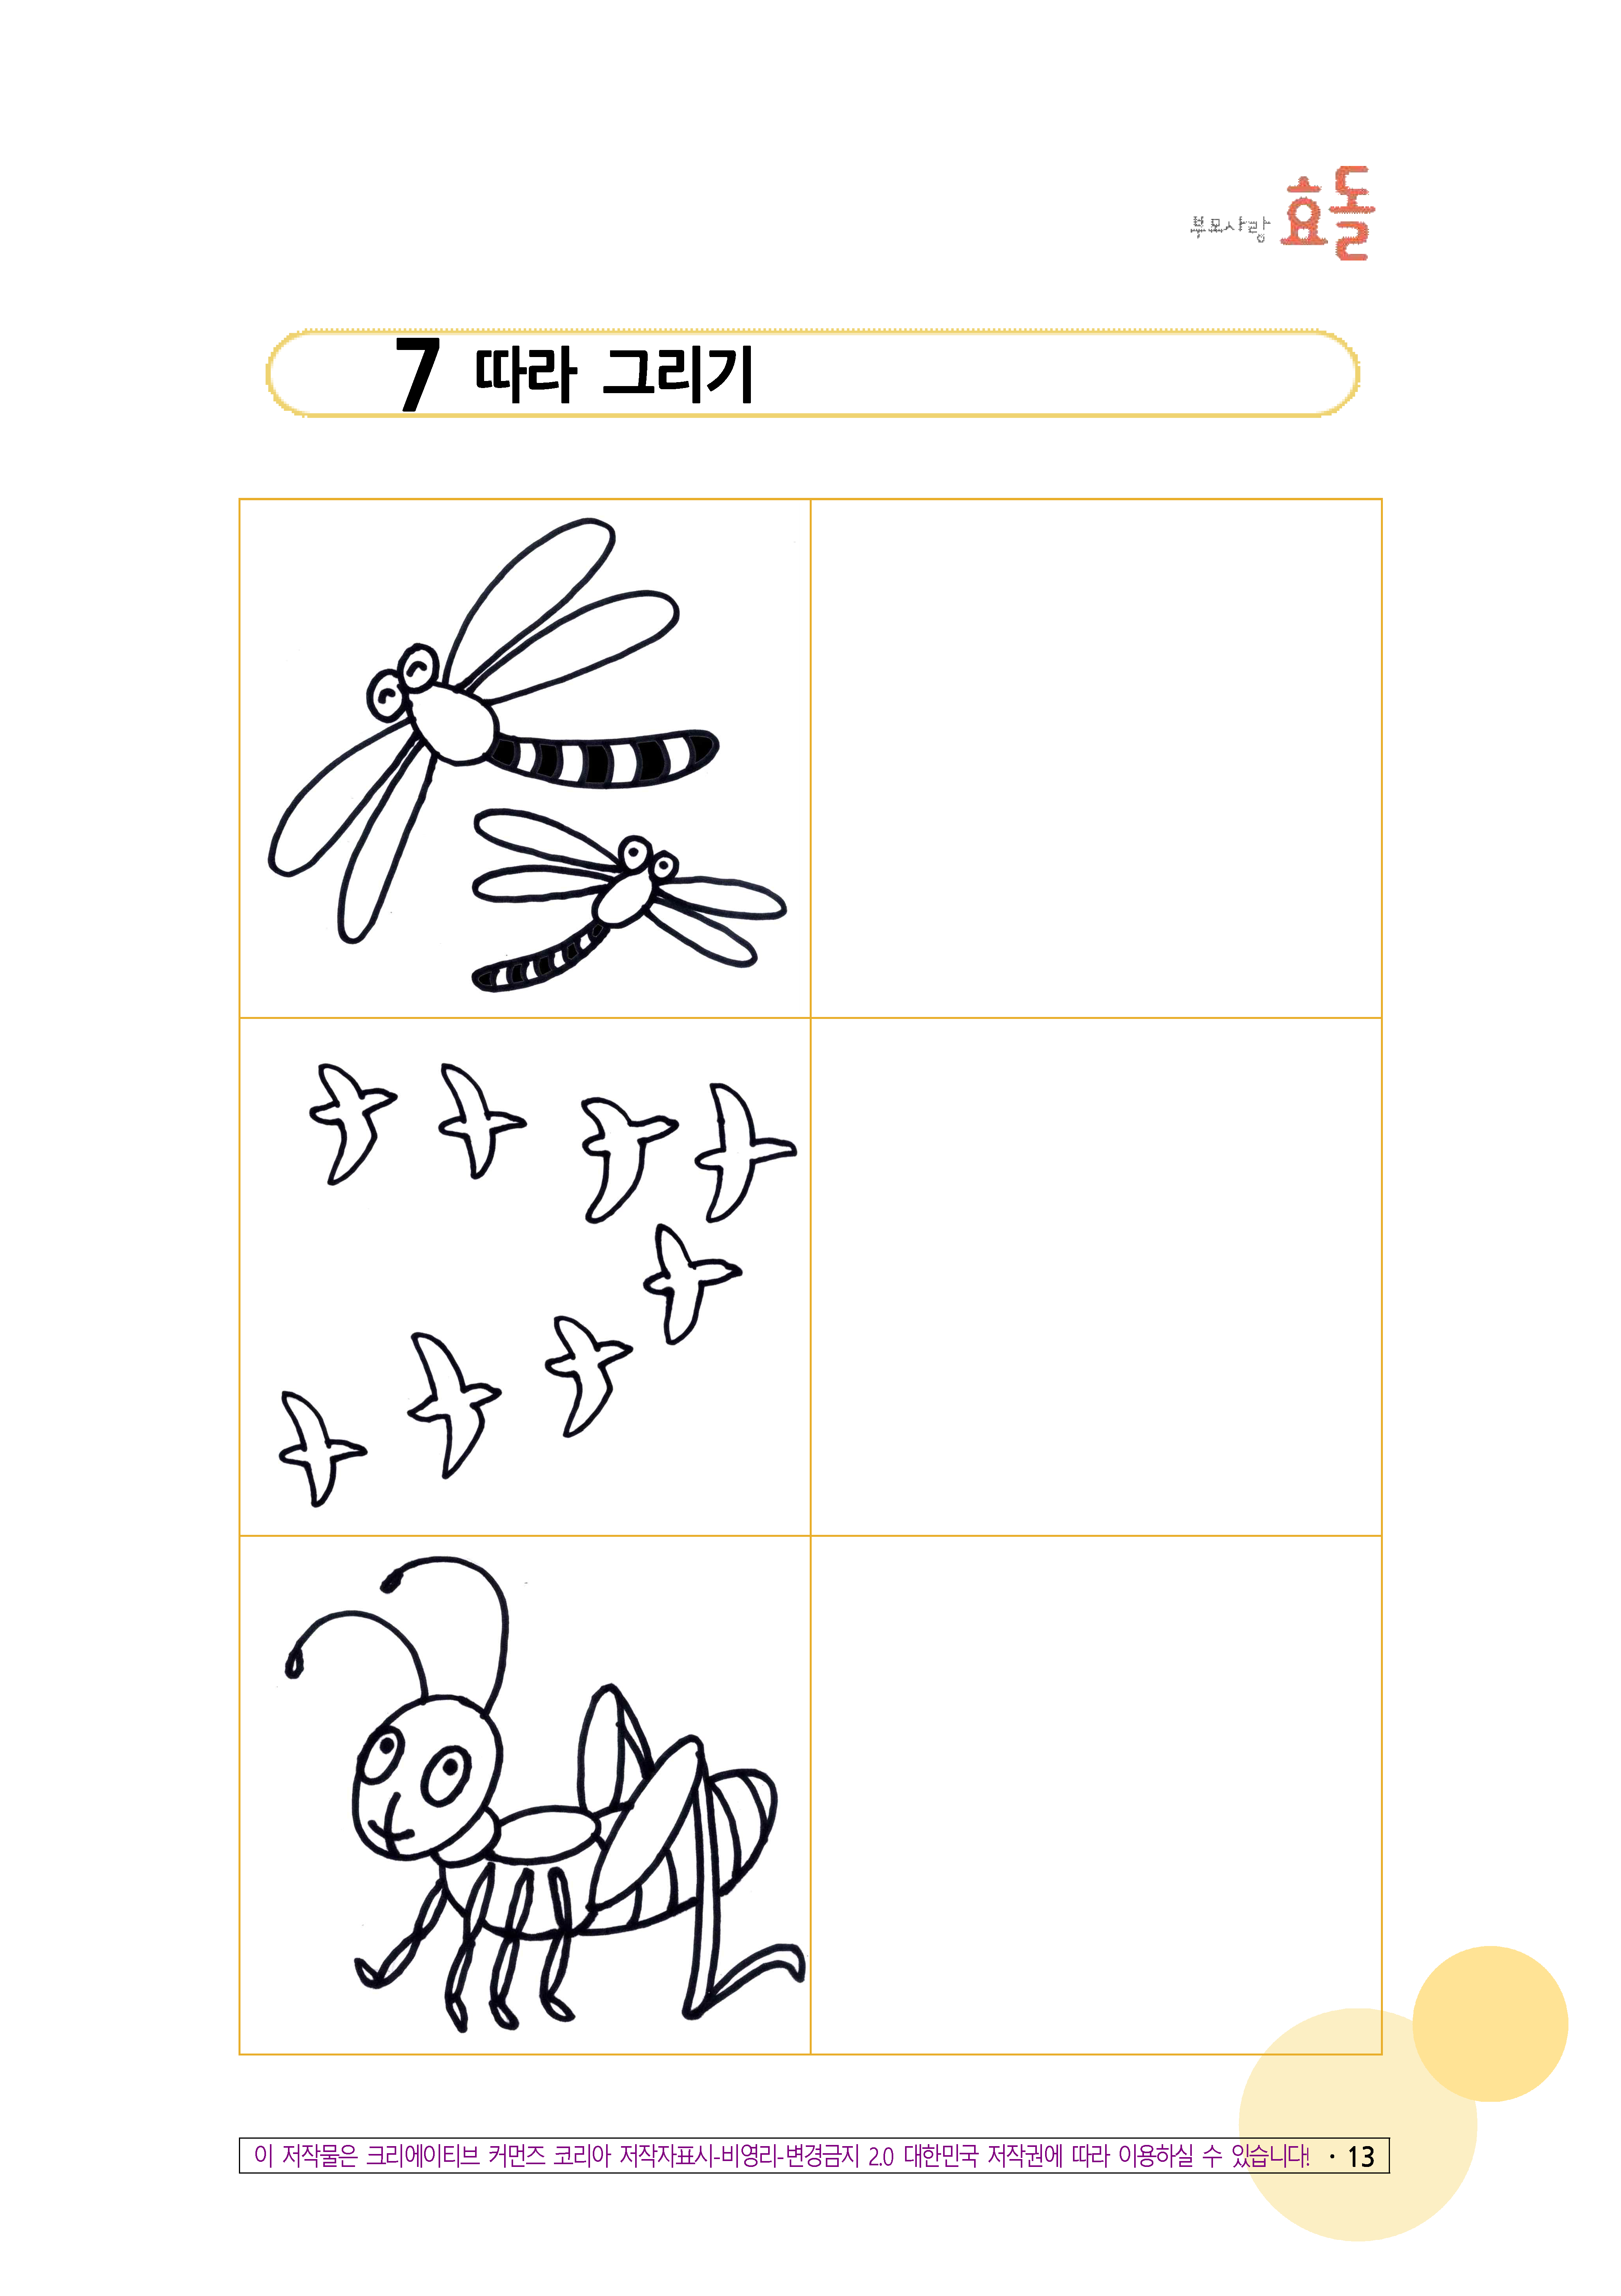 부모사랑 효돌
7 따라 그리기
이 저작물은 크리에이티브 커먼즈 코리아 저작자표시-비영리-변경금지 2.0 대한민국 저작권에 따라 이용하실 수 있습니다! · 13